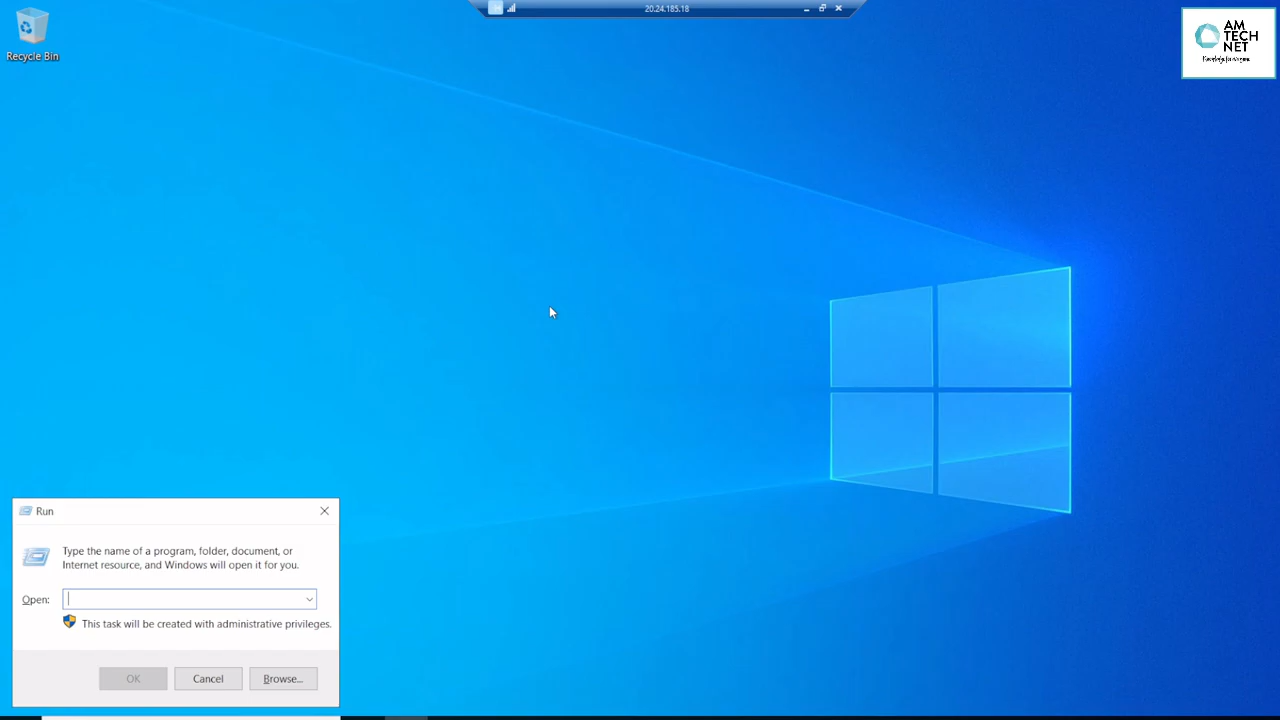 20.24.185.18
AM
TECH
NET
Recycle Bin
Run
Type the name of a program, folder, document, or
Internet resource, and Windows will open it for you.
Open:
This task will be created with administrative privileges.
OK
Cancel
Browse...